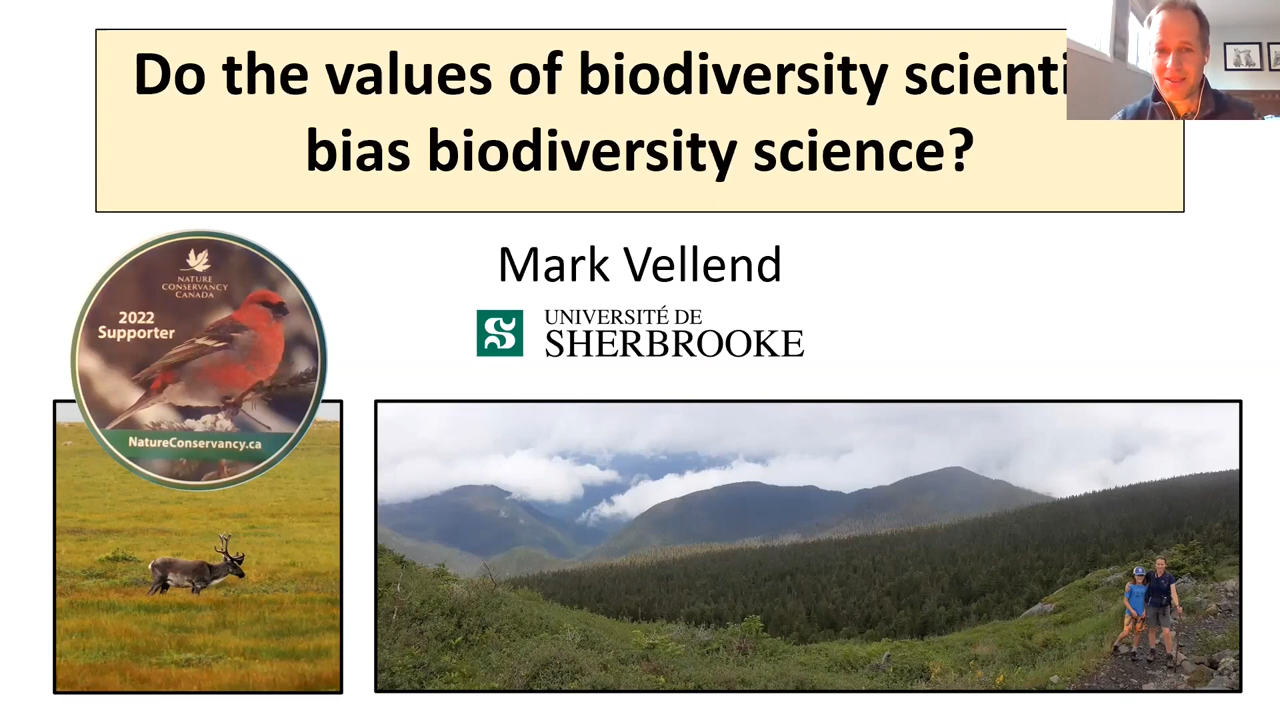 Do the values of biodiversity scienti
bias biodiversity science?
Mark Vellend
UNIVERSITÉ DE
SHERBROOKE
NATURE
CONSERVANCY
CANADA
2022
Supporter
NatureConservancy.ca